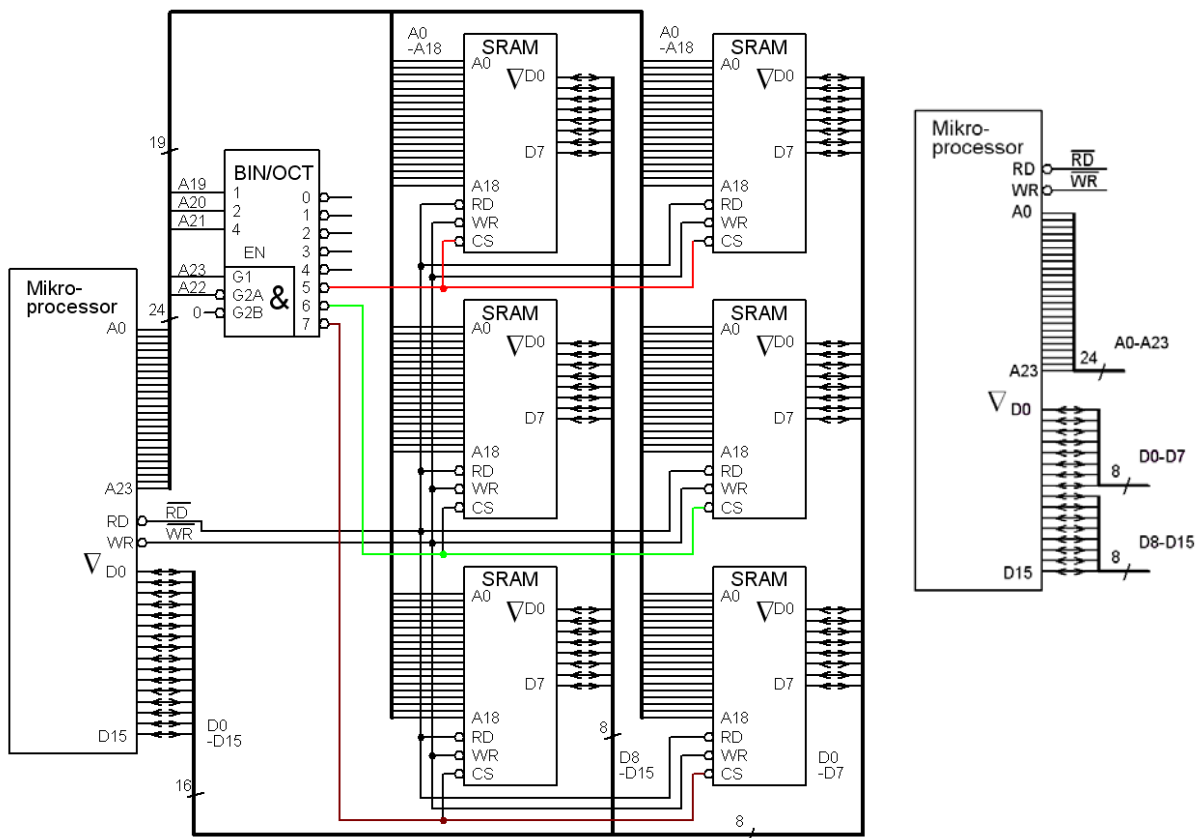 A0
-A18
SRAM
A0
∇D0
D7
A18
RD
WR
CS
A0
-A18
SRAM
A0
∇D0
D7
A18
RD
WR
CS
19
BIN/OCT
A19
A20
A21
1
2
4
EN
A23
A22
0
G1
G2A
G2B
&
0
1
2
3
4
5
6
7
24
Mikro-
processor
A0
A23
RD
WR
RD
WR
∇ D0
D15
D0
-D15
16
SRAM
A0
∇D0
D7
A18
RD
WR
CS
SRAM
A0
∇D0
D7
A18
RD
WR
CS
SRAM
A0
∇D0
D7
A18
RD
WR
CS
8
D8
-D15
SRAM
A0
∇D0
D7
A18
RD
WR
CS
D0
-D7
8
Mikro-
processor
RD
WR
RD
WR
A0
A23
24
A0-A23
∇ D0
8
D0-D7
D15
8
D8-D15